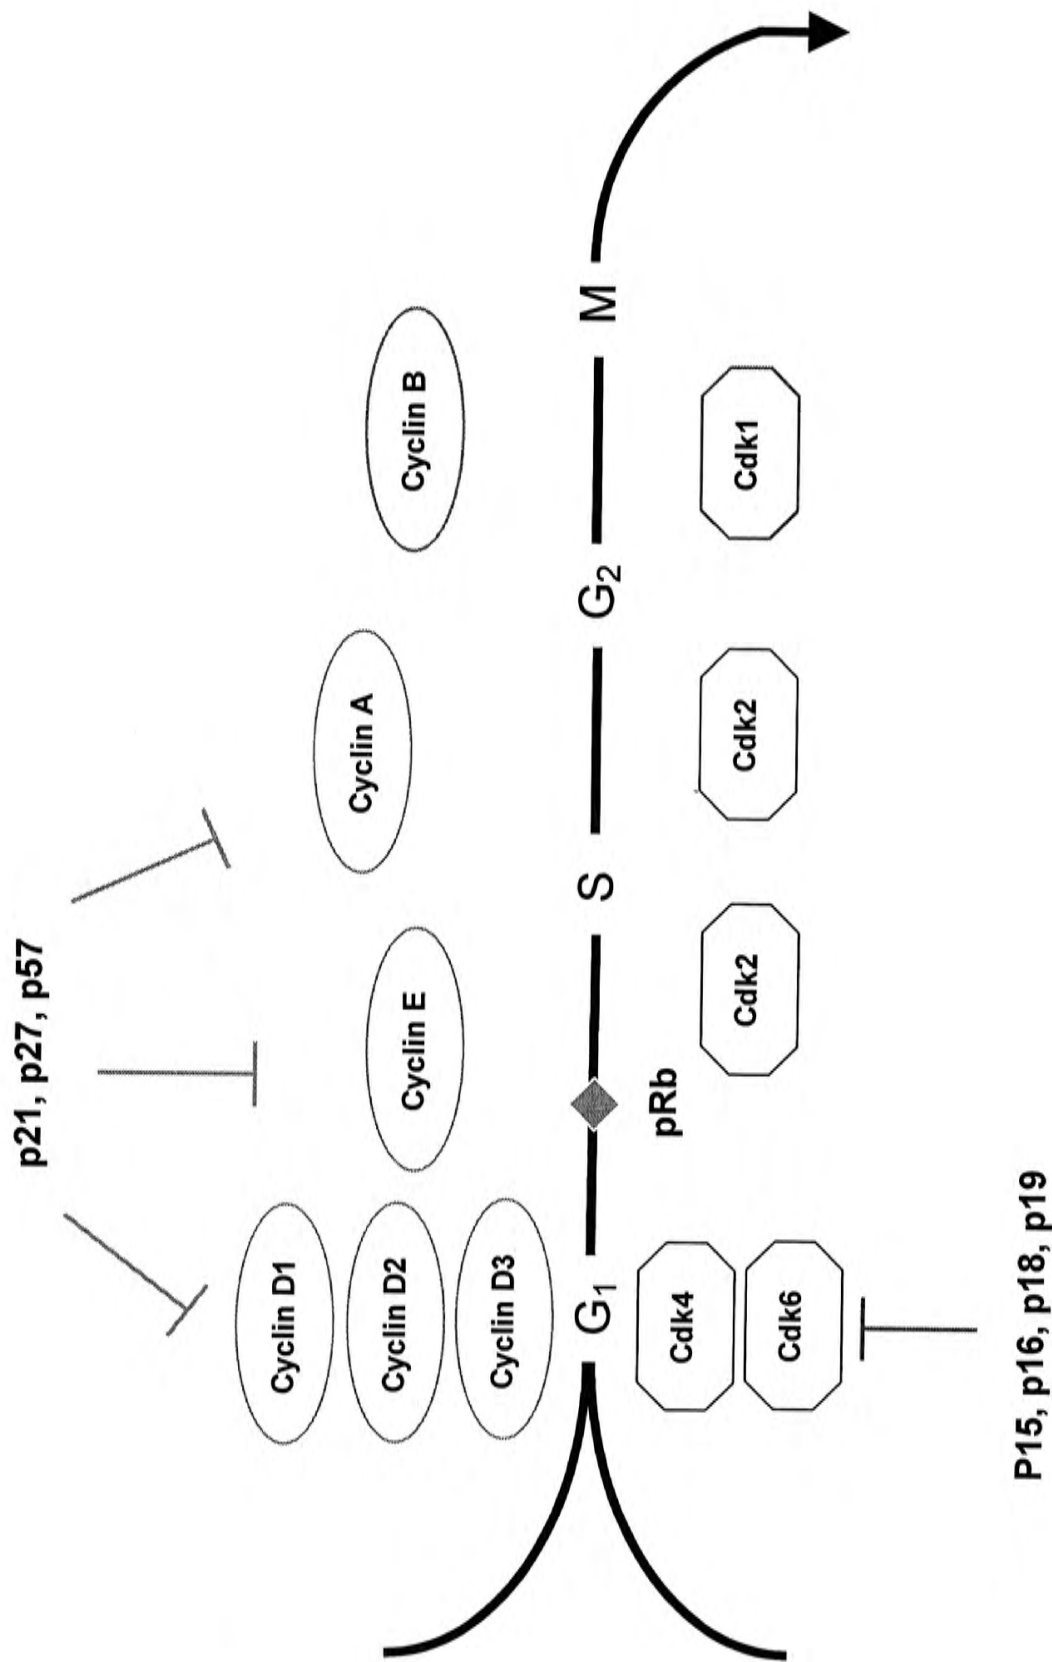 p21, p27, p57
Cyclin D1
Cyclin D2
Cyclin D3
Cyclin E
Cyclin A
Cyclin B
G₁
S
G₂
M
pRb
Cdk4
Cdk6
Cdk2
Cdk2
Cdk1
P15, p16, p18, p19